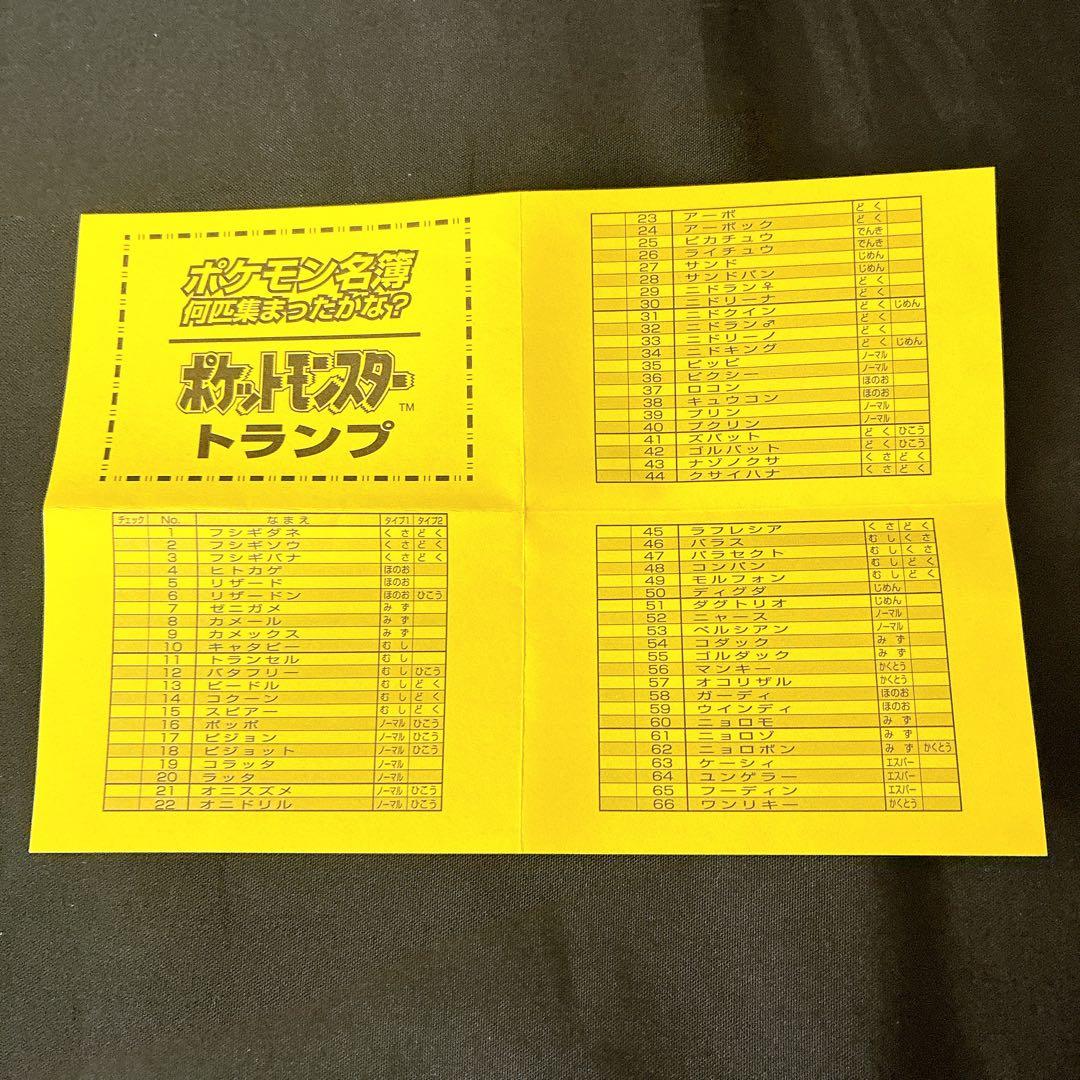 ポケモン名簿
何匹集まったかな?
ポケットモンスター™
トランプ
チェック No. なまえ タイプ1 タイプ2
1 フシギダネ くさ どく
2 フシギソウ くさ どく
3 フシギバナ くさ どく
4 ヒトカゲ ほのお
5 リザード ほのお
6 リザードン ほのお ひこう
7 ゼニガメ みず
8 カメール みず
9 カメックス みず
10 キャタピー むし
11 トランセル むし
12 バタフリー むし ひこう
13 ビードル むし どく
14 コクーン むし どく
15 スピアー むし どく
16 ポッポ ノーマル ひこう
17 ピジョン ノーマル ひこう
18 ピジョット ノーマル ひこう
19 コラッタ ノーマル
20 ラッタ ノーマル
21 オニスズメ ノーマル ひこう
22 オニドリル ノーマル ひこう
23 アーボ どく
24 アーボック どく
25 ピカチュウ でんき
26 ライチュウ でんき
27 サンド じめん
28 サンドパン じめん
29 ニドラン♀ どく
30 ニドリーナ どく
31 ニドクイン どく じめん
32 ニドラン♂ どく
33 ニドリーノ どく
34 ニドキング どく じめん
35 ピッピ ノーマル
36 ピクシー ノーマル
37 ロコン ほのお
38 キュウコン ほのお
39 プリン ノーマル
40 プクリン ノーマル
41 ズバット どく ひこう
42 ゴルバット どく ひこう
43 ナゾノクサ くさ どく
44 クサイハナ くさ どく
45 ラフレシア くさ どく
46 パラス むし くさ
47 パラセクト むし くさ
48 コンパン むし どく
49 モルフォン むし どく
50 ディグダ じめん
51 ダグトリオ じめん
52 ニャース ノーマル
53 ペルシアン ノーマル
54 コダック みず
55 ゴルダック みず
56 マンキー かくとう
57 オコリザル かくとう
58 ガーディ ほのお
59 ウインディ ほのお
60 ニョロモ みず
61 ニョロゾ みず
62 ニョロボン みず かくとう
63 ケーシィ エスパー
64 ユンゲラー エスパー
65 フーディン エスパー
66 ワンリキー かくとう